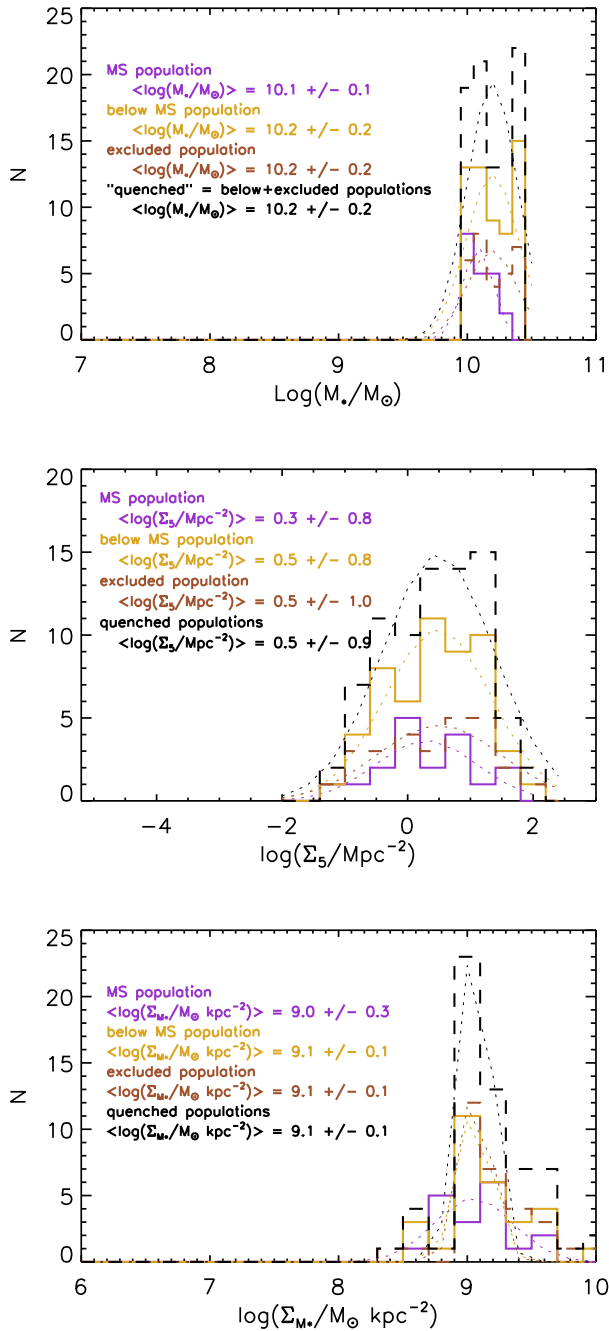 25
20
15
10
5
0
N
MS population
<log(M*/M⊙)> = 10.1 +/- 0.1
below MS population
<log(M*/M⊙)> = 10.2 +/- 0.2
excluded population
<log(M*/M⊙)> = 10.2 +/- 0.2
"quenched" = below+excluded populations
<log(M*/M⊙)> = 10.2 +/- 0.2
7 8 9 10 11
Log(M*/M⊙)
20
15
10
5
0
N
MS population
<log(Σ₅/Mpc⁻²)> = 0.3 +/- 0.8
below MS population
<log(Σ₅/Mpc⁻²)> = 0.5 +/- 0.8
excluded population
<log(Σ₅/Mpc⁻²)> = 0.5 +/- 1.0
quenched populations
<log(Σ₅/Mpc⁻²)> = 0.5 +/- 0.9
-4 -2 0 2
log(Σ₅/Mpc⁻²)
25
20
15
10
5
0
N
MS population
<log(Σ_M*/M⊙ kpc⁻²)> = 9.0 +/- 0.3
below MS population
<log(Σ_M*/M⊙ kpc⁻²)> = 9.1 +/- 0.1
excluded population
<log(Σ_M*/M⊙ kpc⁻²)> = 9.1 +/- 0.1
quenched populations
<log(Σ_M*/M⊙ kpc⁻²)> = 9.1 +/- 0.1
6 7 8 9 10
log(Σ_M*/M⊙ kpc⁻²)